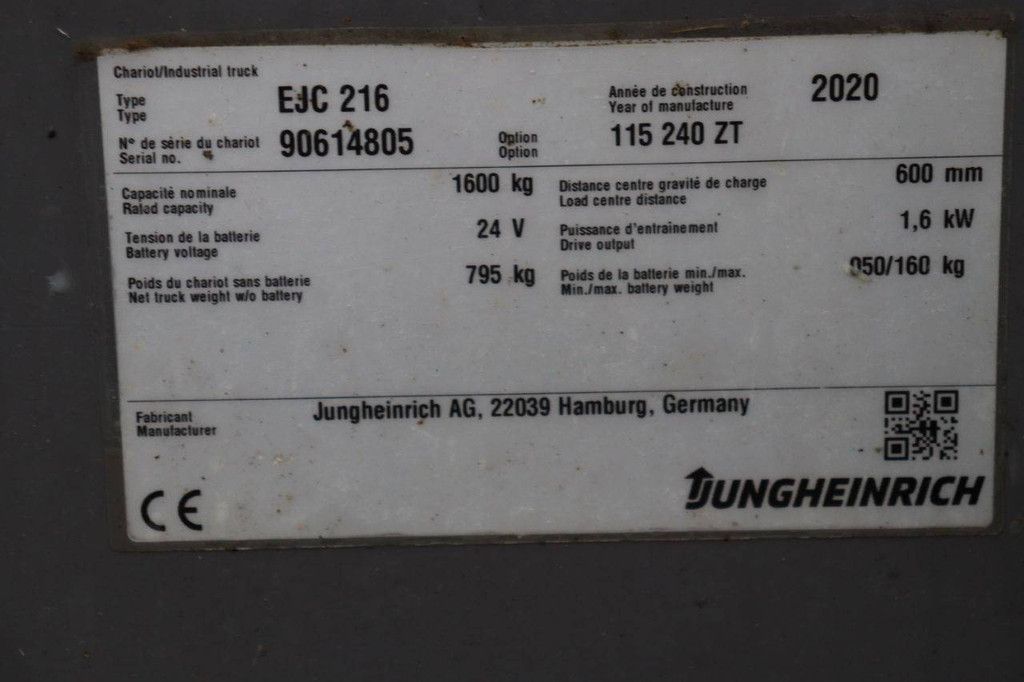 Chariot/Industrial truck
Type EJC 216 Année de construction 2020
Type Year of manufacture
N° de série du chariot 90614805 Option 115 240 ZT
Serial no. Option
Capacité nominale 1600 kg Distance centre gravité de charge 600 mm
Rated capacity Load centre distance
Tension de la batterie 24 V Puissance d'entrainement 1,6 kW
Battery voltage Drive output
Poids du chariot sans batterie 795 kg Poids de la batterie min./max. 050/160 kg
Net truck weight w/o battery Min./max. battery weight
Fabricant Jungheinrich AG, 22039 Hamburg, Germany
Manufacturer
CE JUNGHEINRICH